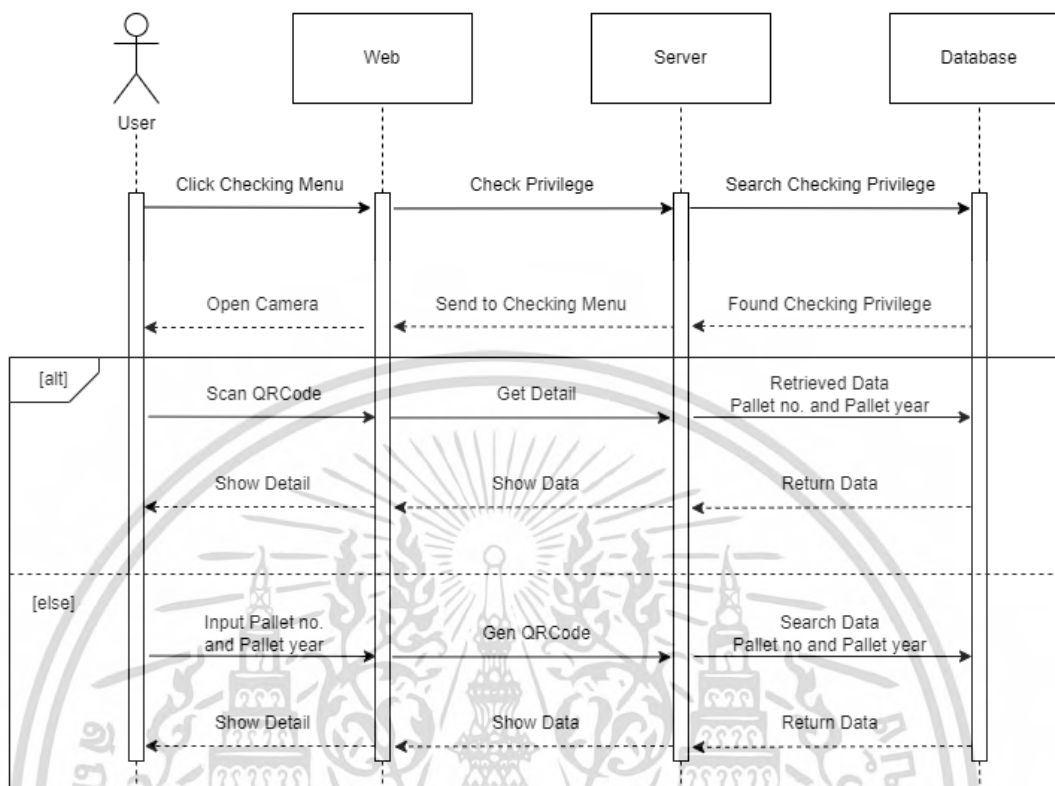 Web
Server
Database
User
Click Checking Menu
Check Privilege
Search Checking Privilege
Open Camera
Send to Checking Menu
Found Checking Privilege
[alt]
Scan QRCode
Get Detail
Retrieved Data
Pallet no. and Pallet year
Show Detail
Show Data
Return Data
[else]
Input Pallet no.
and Pallet year
Gen QRCode
Search Data
Pallet no and Pallet year
Show Detail
Show Data
Return Data